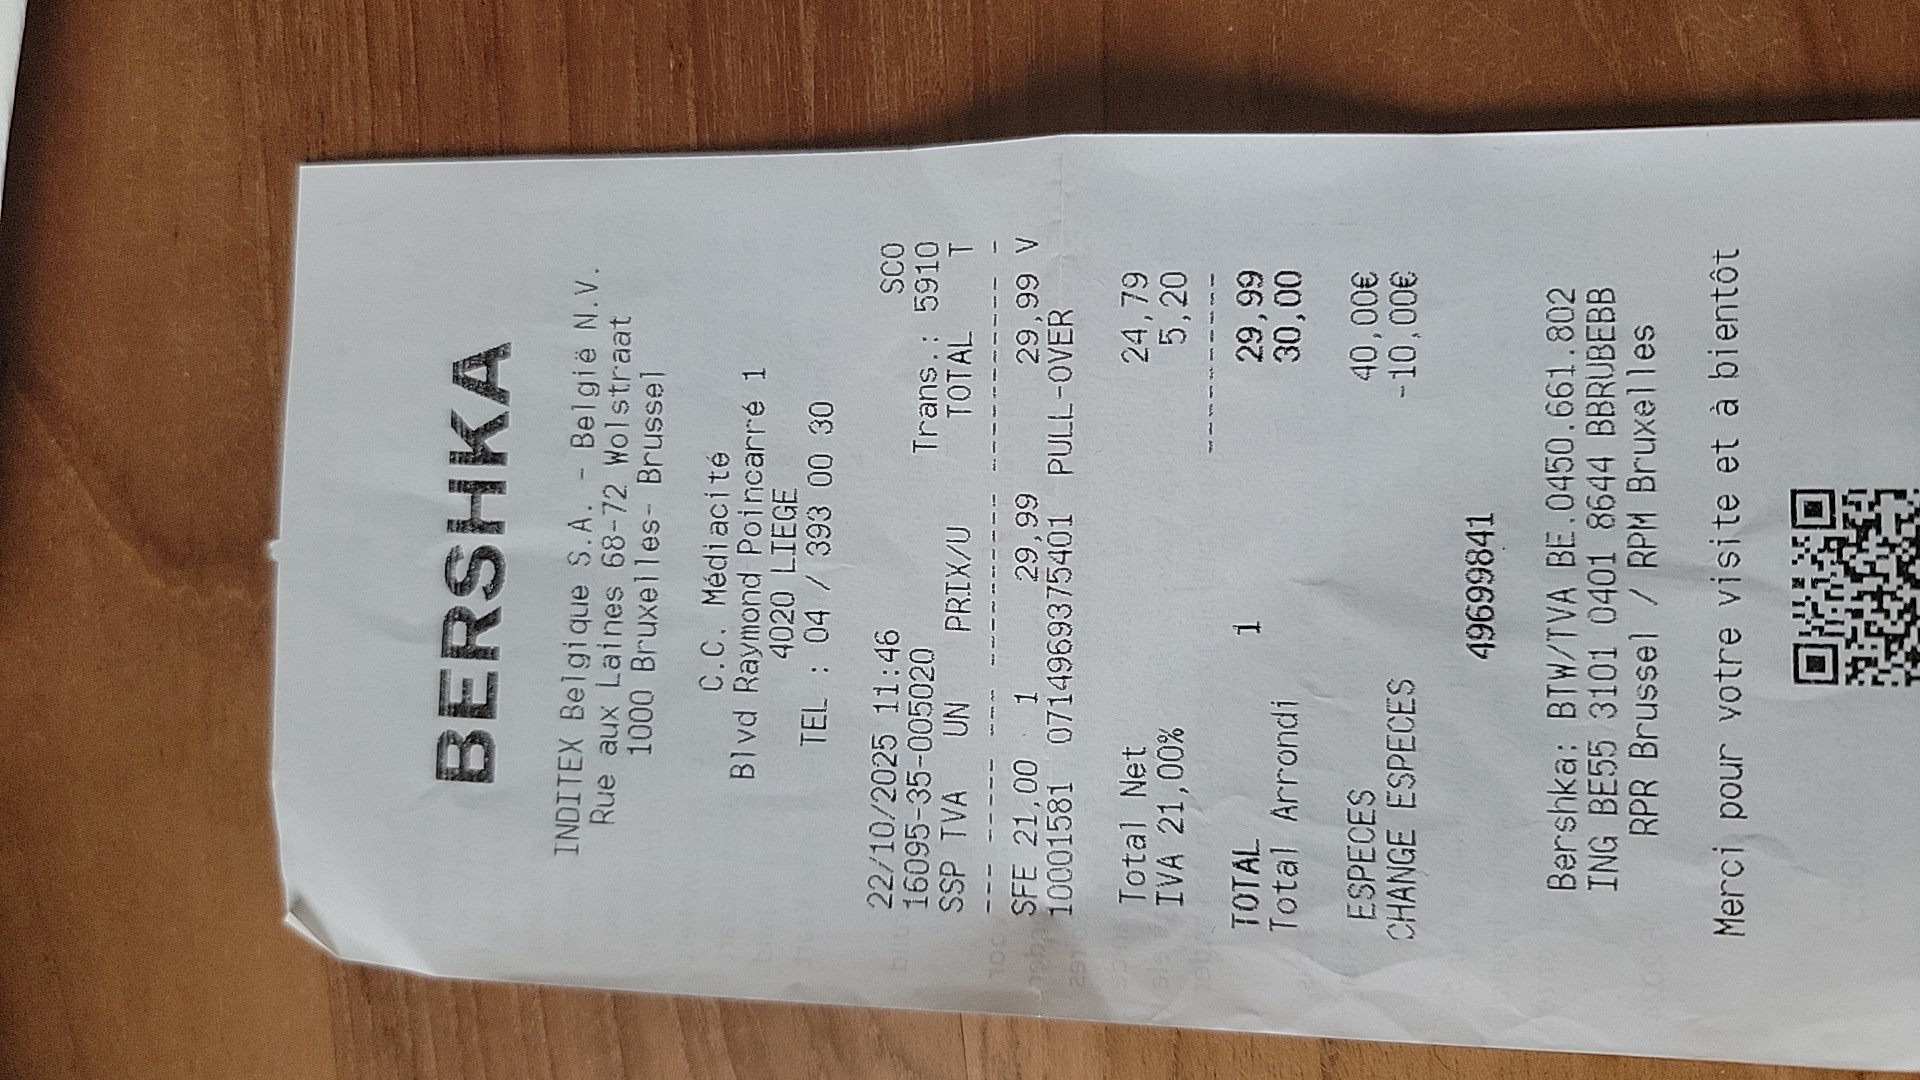 BERSHKA
INDITEX Belgique S.A. - België N.V.
Rue aux Laines 68-72 Wolstraat
1000 Bruxelles- Brussel
C.C. Médiacité
Blvd Raymond Poincarré 1
4020 LIEGE
TEL : 04 / 393 00 30
22/10/2025 11:46 SCO
16095-35-005020 Trans.: 5910
SSP TVA UN PRIX/U TOTAL T
--- ----- --- ---------- ------------- -
SFE 21,00 1 29,99 29,99 V
10001581 0714969375401 PULL-OVER
Total Net 24,79
IVA 21,00% 5,20
----------
TOTAL 1 29,99
Total Arrondi 30,00
ESPECES 40,00€
CHANGE ESPECES -10,00€
49699841
Bershka: BTW/TVA BE.0450.661.802
ING BE55 3101 0401 8644 BBRUBEBB
RPR Brussel / RPM Bruxelles
Merci pour votre visite et à bientôt